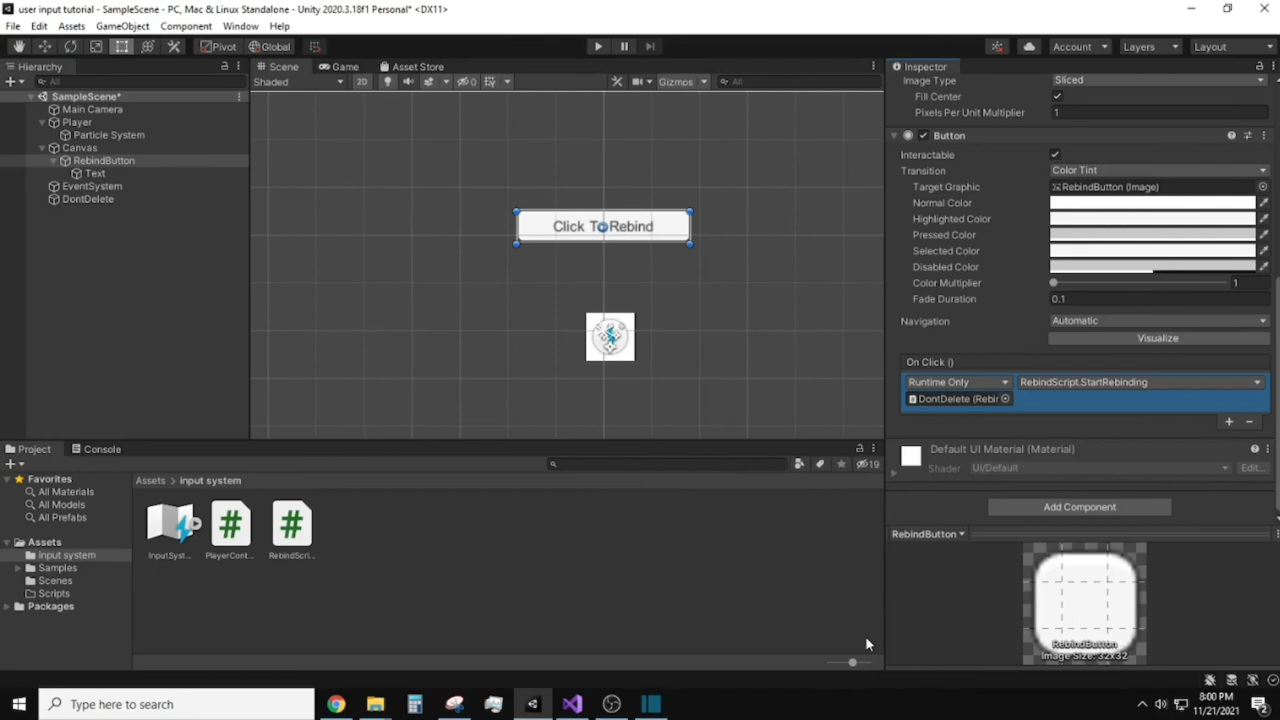 user input tutorial - SampleScene - PC, Mac & Linux Standalone - Unity 2020.3.18f1 Personal* <DX11>
File Edit Assets GameObject Component Window Help
Pivot Global Account Layers Layout
Hierarchy
All
SampleScene*
Main Camera
Player
Particle System
Canvas
RebindButton
Text
EventSystem
DontDelete
Scene Game Asset Store
Shaded 2D 0 Gizmos All
Click To Rebind
Inspector
Image Type Sliced
Fill Center
Pixels Per Unit Multiplier 1
Button
Interactable
Transition Color Tint
Target Graphic RebindButton (Image)
Normal Color
Highlighted Color
Pressed Color
Selected Color
Disabled Color
Color Multiplier 1
Fade Duration 0.1
Navigation Automatic
Visualize
On Click ()
Runtime Only RebindScript.StartRebinding
DontDelete (Rebir
Default UI Material (Material)
Shader UI/Default Edit...
Add Component
RebindButton
RebindButton
Image Size: 32x32
Project Console
19
Favorites
All Materials
All Models
All Prefabs
Assets
input system
Samples
Scenes
Scripts
Packages
Assets > input system
InputSyst... PlayerCont... RebindScri...
Type here to search
8:00 PM
11/21/2021
2